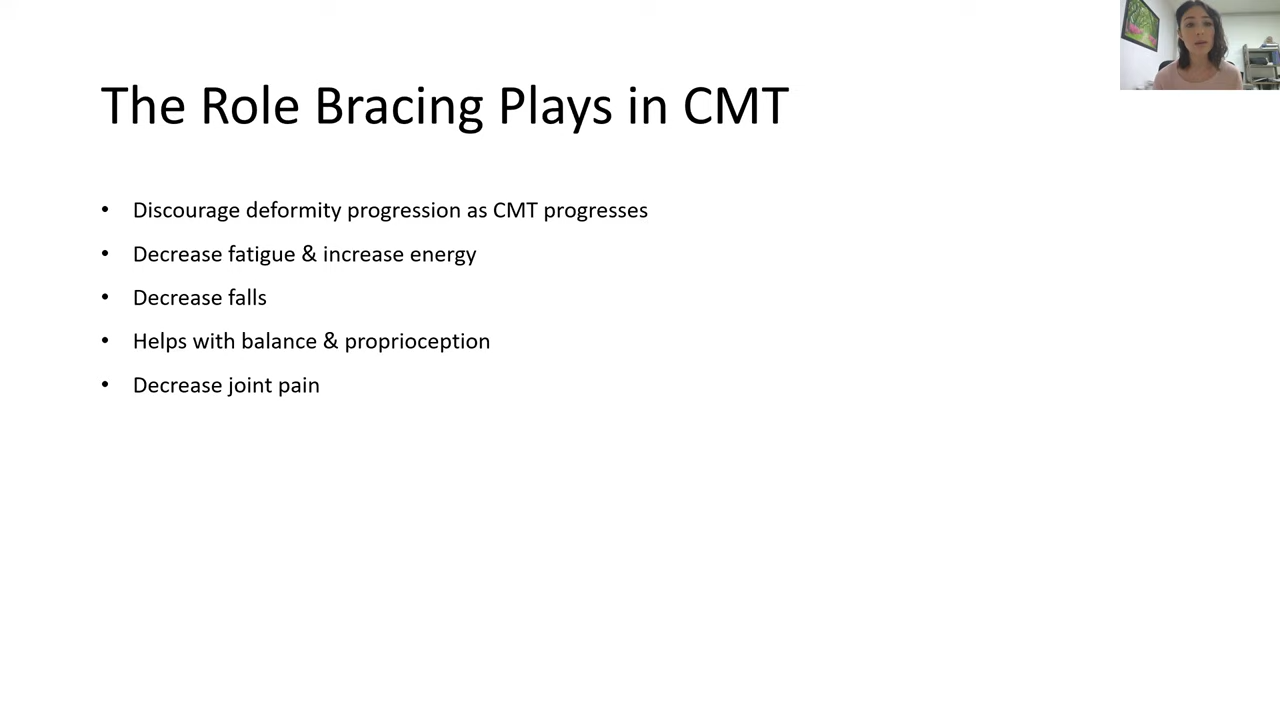 The Role Bracing Plays in CMT
• Discourage deformity progression as CMT progresses
• Decrease fatigue & increase energy
• Decrease falls
• Helps with balance & proprioception
• Decrease joint pain